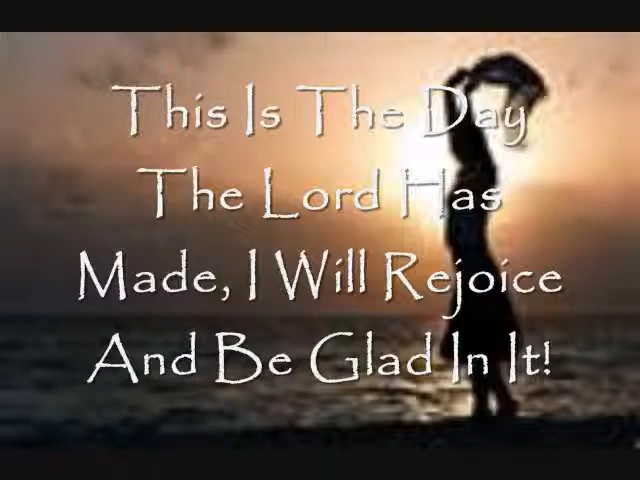 This Is The Day
The Lord Has
Made, I Will Rejoice
And Be Glad In It!